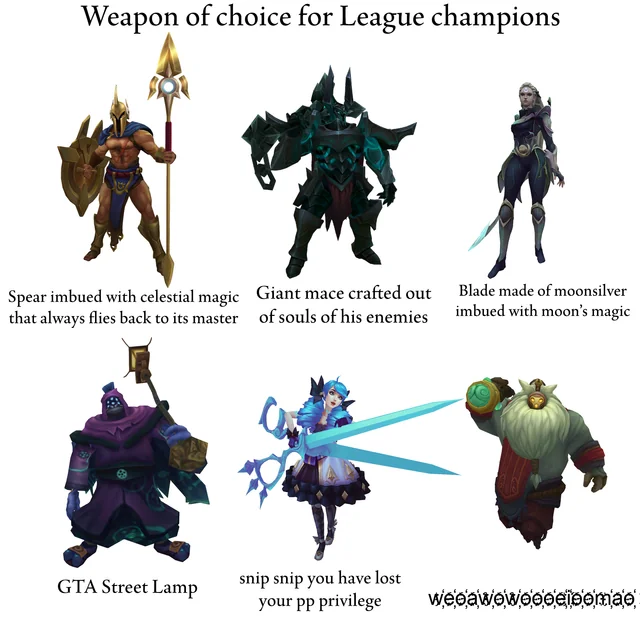 Weapon of choice for League champions
Spear imbued with celestial magic
that always flies back to its master
Giant mace crafted out
of souls of his enemies
Blade made of moonsilver
imbued with moon's magic
GTA Street Lamp
snip snip you have lost
your pp privilege